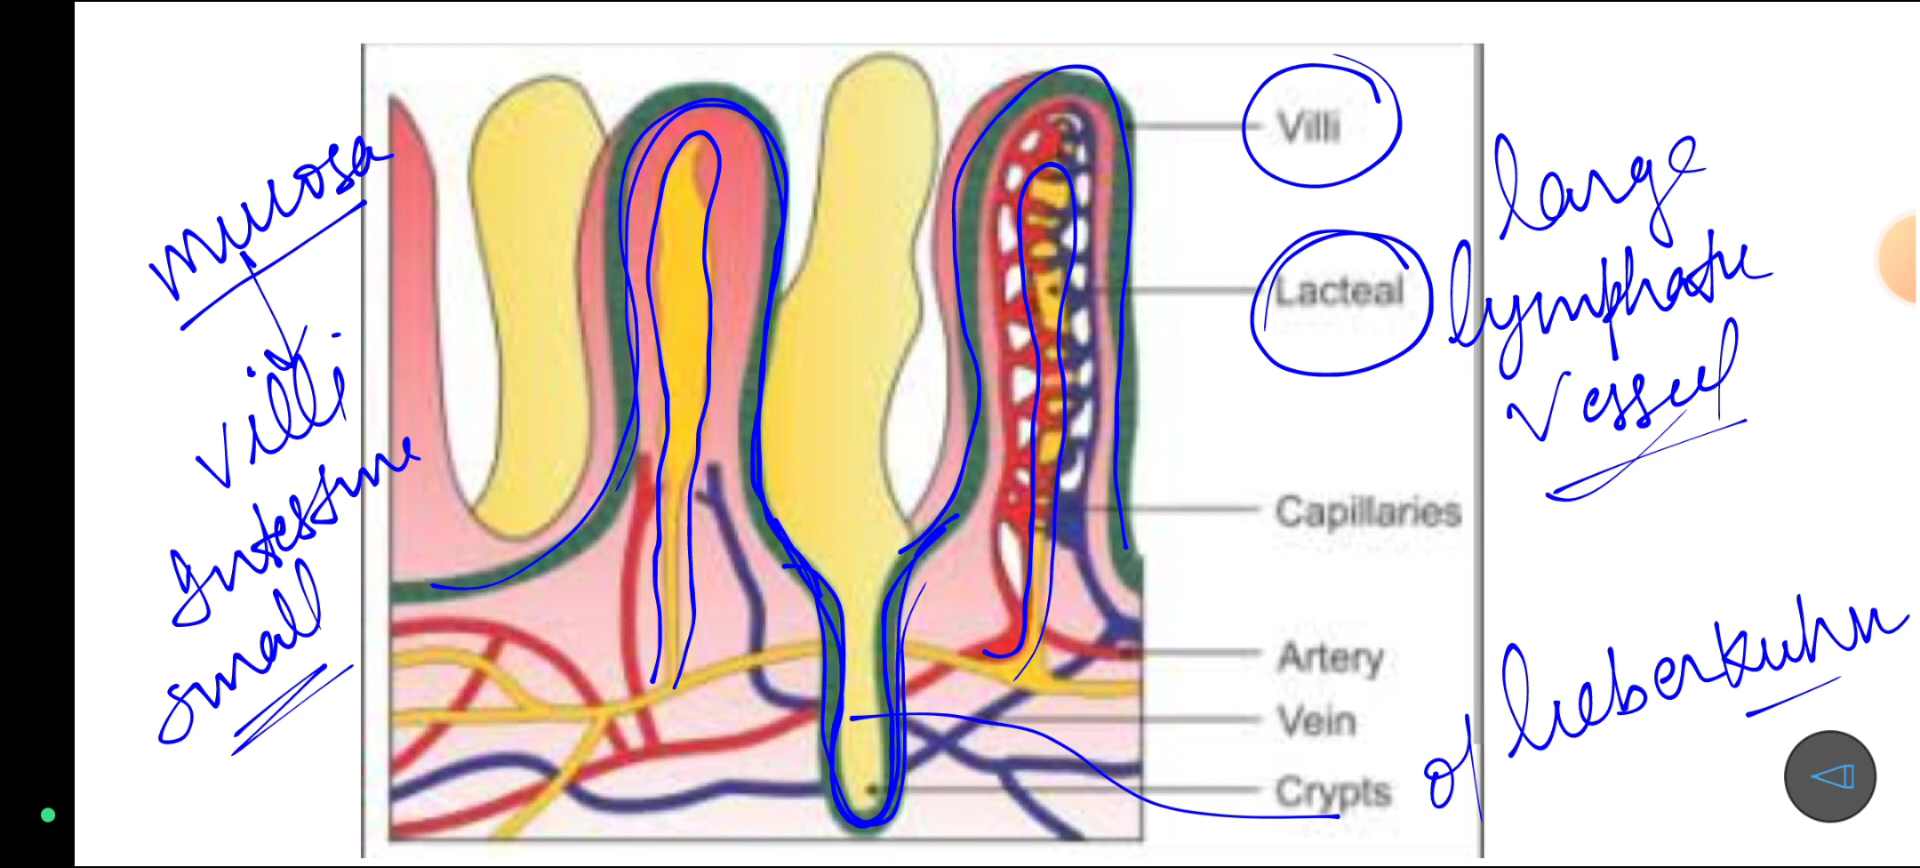 mucosa
villi
Intestine
small
Villi
Lacteal
large
lymphatic
vessel
Capillaries
Artery
Vein
Crypts
of lieberkuhn